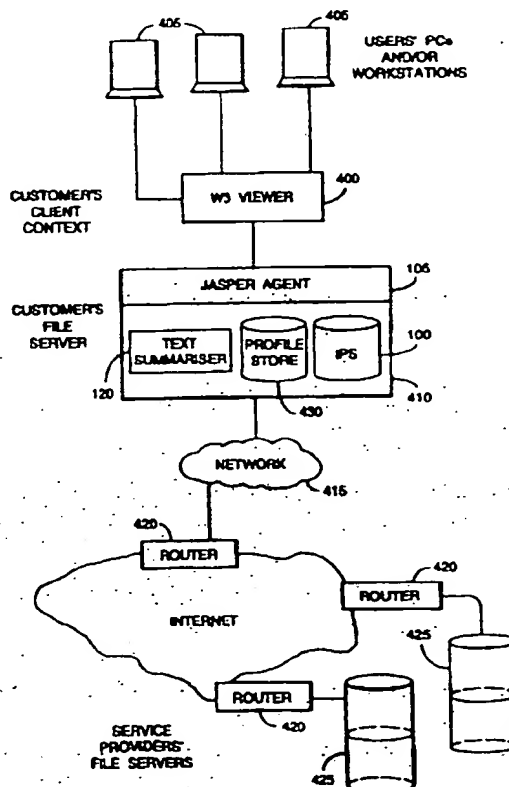 405
405
USERS' PCs
AND/OR
WORKSTATIONS
W3 VIEWER
400
CUSTOMER'S
CLIENT
CONTEXT
JASPER AGENT
105
CUSTOMER'S
FILE
SERVER
TEXT
SUMMARISER
PROFILE
STORE
IPS
100
120
430
410
NETWORK
415
420
ROUTER
420
ROUTER
INTERNET
425
ROUTER
420
SERVICE
PROVIDERS'
FILE SERVERS
425